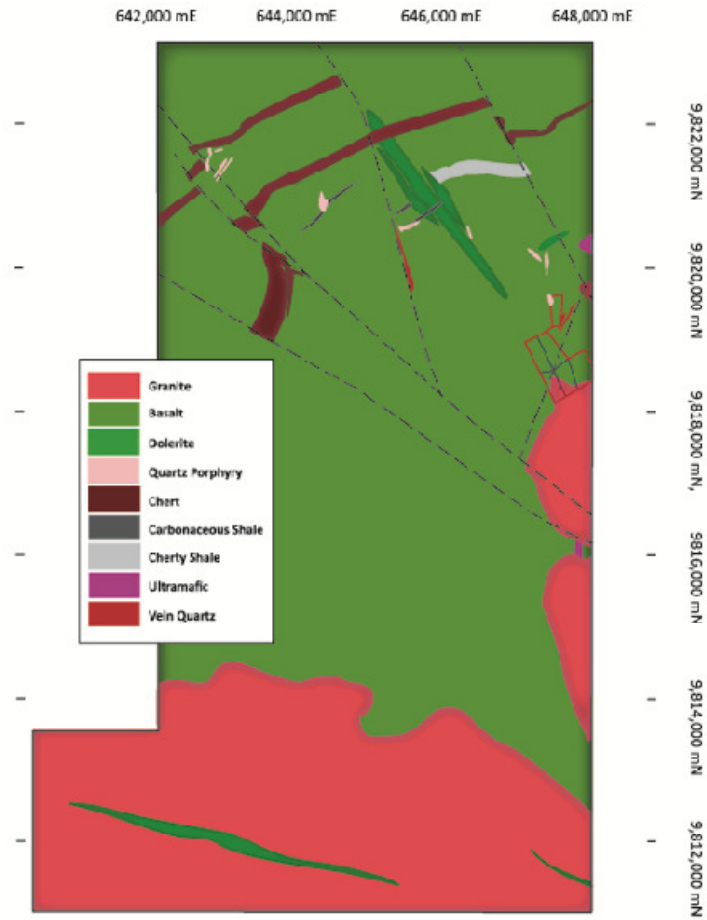 642,000 mE 644,000 mE 646,000 mE 648,000 mE
9,822,000 mN
9,820,000 mN
9,818,000 mN,
9816,000 mN
9,814,000 mN
9,812,000 mN
Granite
Basalt
Dolerite
Quartz Porphyry
Chert
Carbonaceous Shale
Cherty Shale
Ultramafic
Vein Quartz